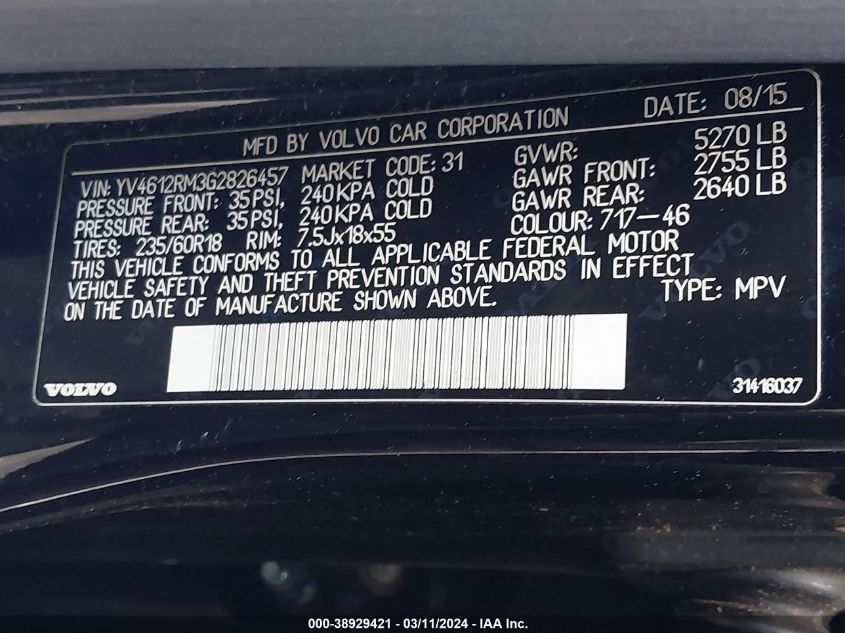 MFD BY VOLVO CAR CORPORATION DATE: 08/15
VIN: YV4612RM3G2826457 MARKET CODE: 31 GVWR: 5270 LB
PRESSURE FRONT: 35PSI, 240KPA COLD GAWR FRONT: 2755 LB
PRESSURE REAR: 35PSI, 240KPA COLD GAWR REAR: 2640 LB
TIRES: 235/60R18 RIM: 7.5Jx18x55 COLOUR: 717-46
THIS VEHICLE CONFORMS TO ALL APPLICABLE FEDERAL MOTOR
VEHICLE SAFETY AND THEFT PREVENTION STANDARDS IN EFFECT
ON THE DATE OF MANUFACTURE SHOWN ABOVE. TYPE: MPV
VOLVO 31416037
000-38929421 - 03/11/2024 - IAA Inc.